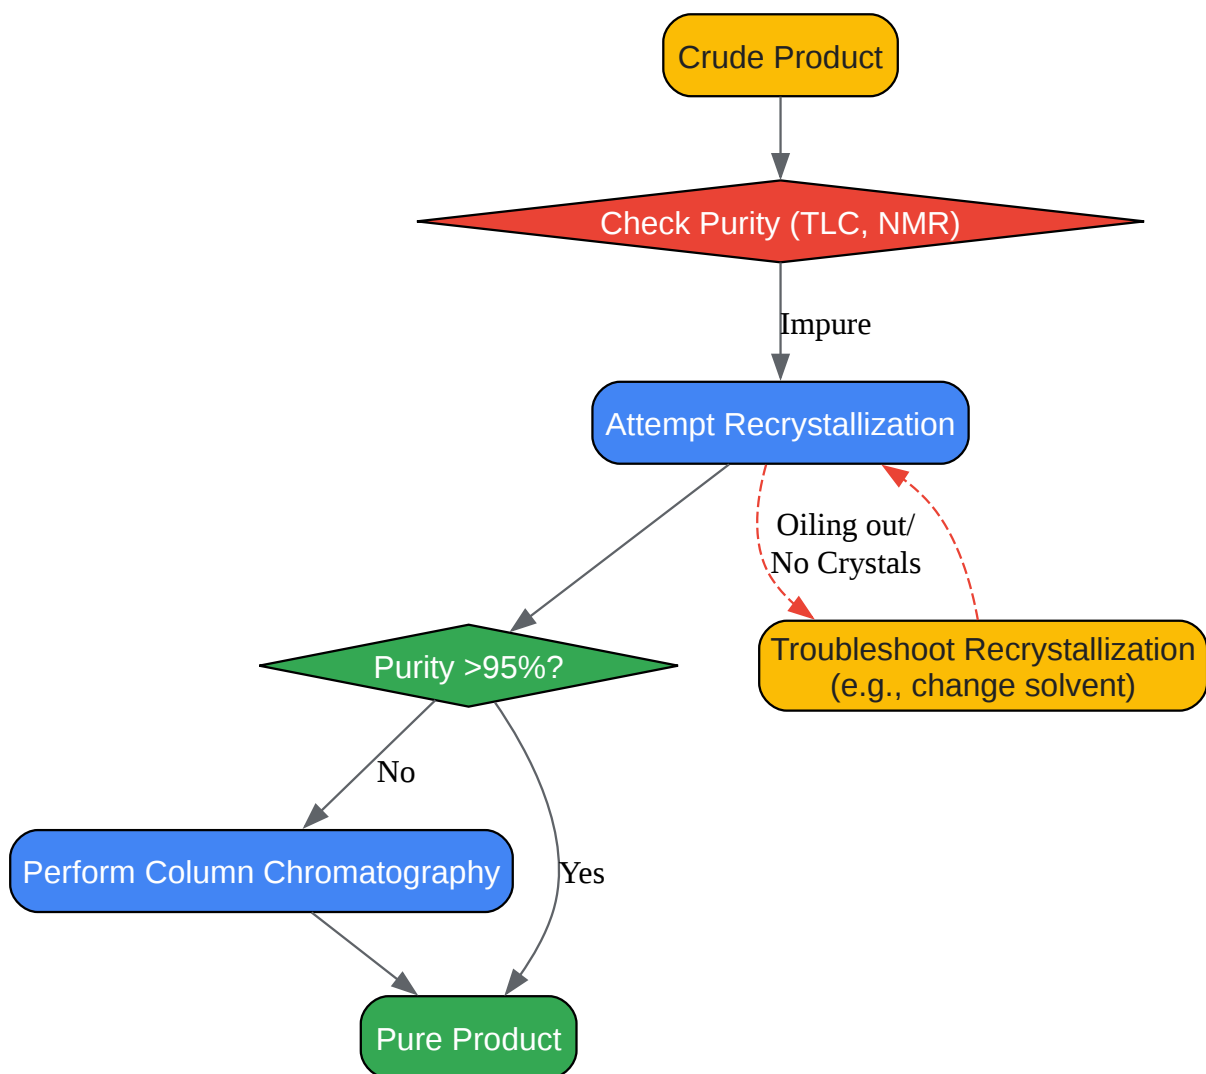 Crude Product
Check Purity (TLC, NMR)
Impure
Attempt Recrystallization
Oiling out/
No Crystals
Troubleshoot Recrystallization
(e.g., change solvent)
Purity >95%?
No
Perform Column Chromatography
Yes
Pure Product